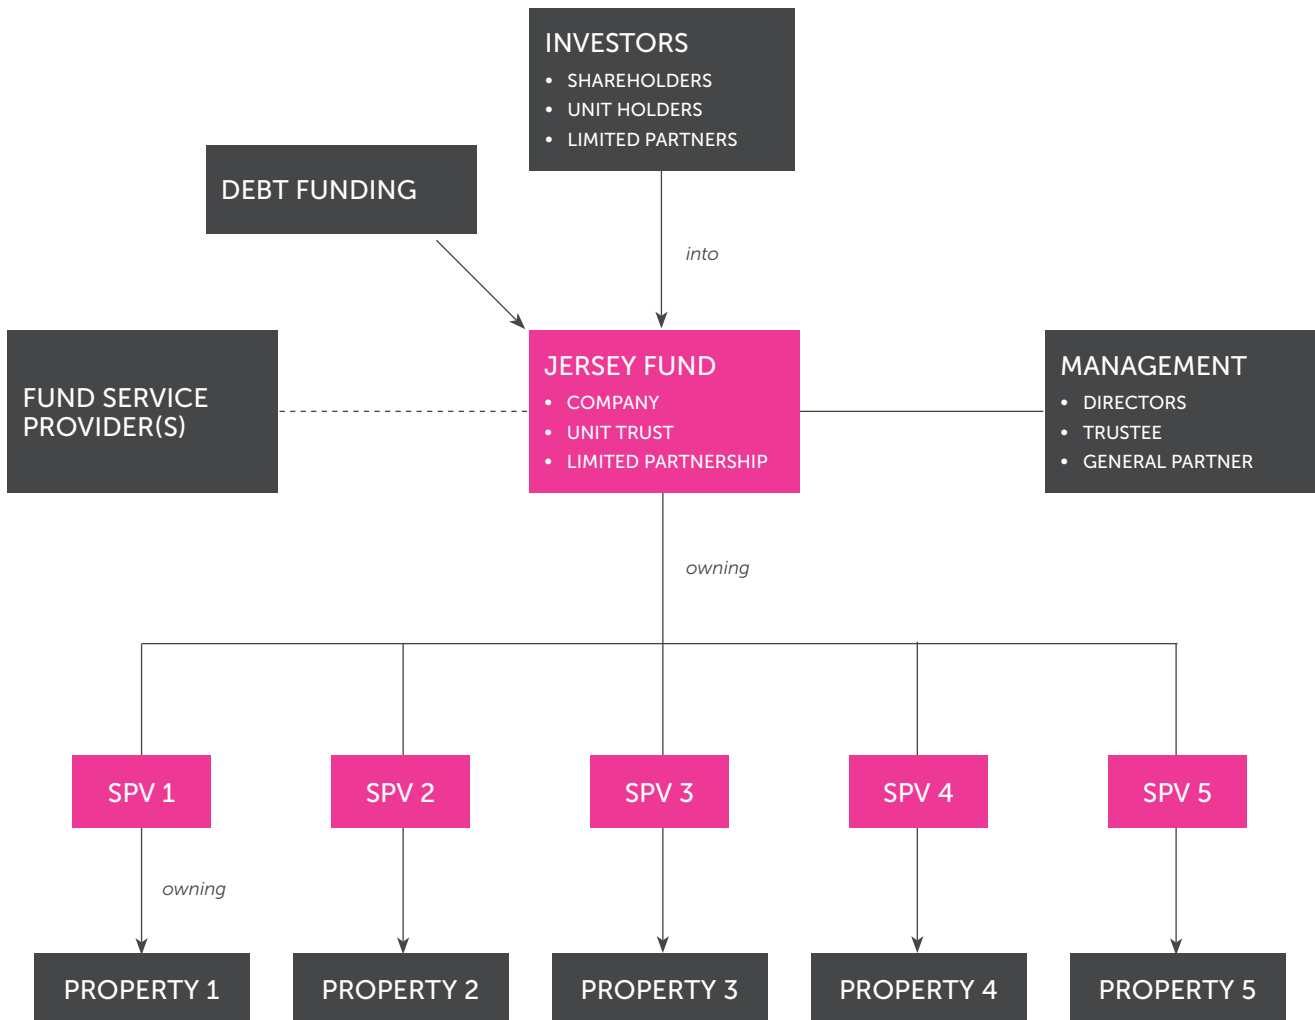 INVESTORS
• SHAREHOLDERS
• UNIT HOLDERS
• LIMITED PARTNERS
DEBT FUNDING
into
FUND SERVICE
PROVIDER(S)
JERSEY FUND
• COMPANY
• UNIT TRUST
• LIMITED PARTNERSHIP
MANAGEMENT
• DIRECTORS
• TRUSTEE
• GENERAL PARTNER
owning
SPV 1
SPV 2
SPV 3
SPV 4
SPV 5
owning
PROPERTY 1
PROPERTY 2
PROPERTY 3
PROPERTY 4
PROPERTY 5